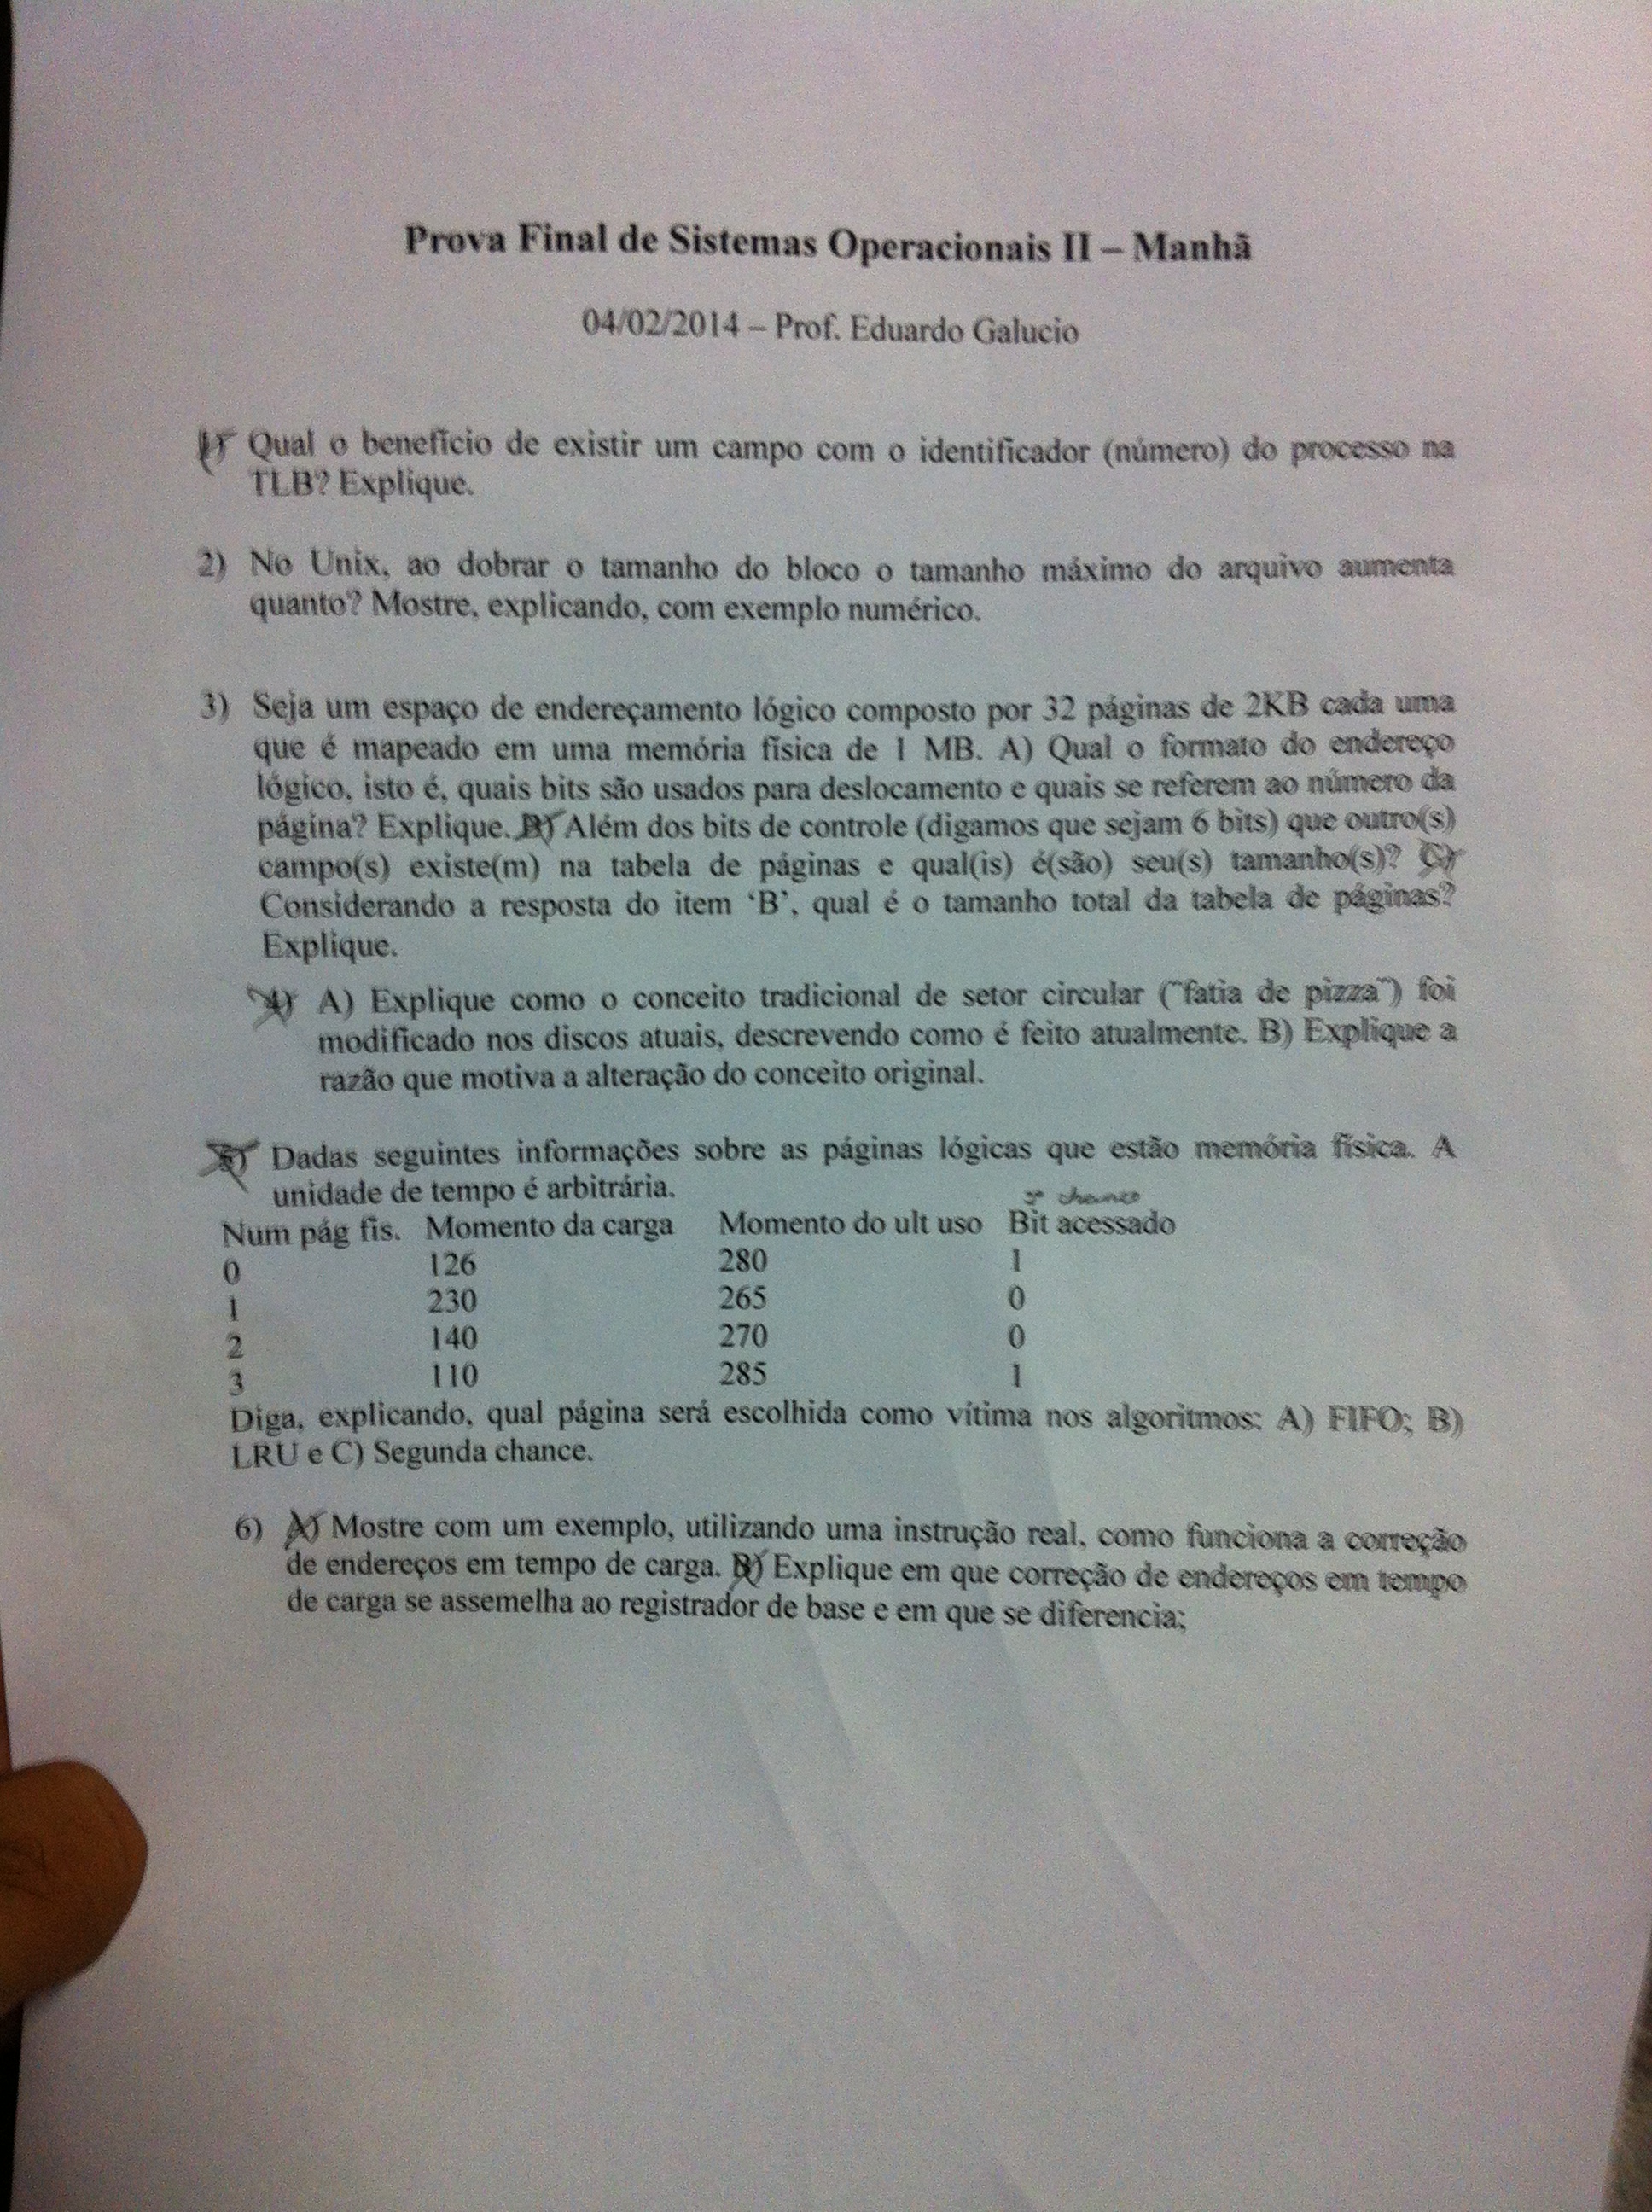 Prova Final de Sistemas Operacionais II – Manhã
04/02/2014 – Prof. Eduardo Galucio
1) Qual o benefício de existir um campo com o identificador (número) do processo na
TLB? Explique.
2) No Unix, ao dobrar o tamanho do bloco o tamanho máximo do arquivo aumenta
quanto? Mostre, explicando, com exemplo numérico.
3) Seja um espaço de endereçamento lógico composto por 32 páginas de 2KB cada uma
que é mapeado em uma memória física de 1 MB. A) Qual o formato do endereço
lógico, isto é, quais bits são usados para deslocamento e quais se referem ao número da
página? Explique. B) Além dos bits de controle (digamos que sejam 6 bits) que outro(s)
campo(s) existe(m) na tabela de páginas e qual(is) é(são) seu(s) tamanho(s)? C)
Considerando a resposta do item ‘B’, qual é o tamanho total da tabela de páginas?
Explique.
4) A) Explique como o conceito tradicional de setor circular ("fatia de pizza") foi
modificado nos discos atuais, descrevendo como é feito atualmente. B) Explique a
razão que motiva a alteração do conceito original.
5) Dadas seguintes informações sobre as páginas lógicas que estão memória física. A
unidade de tempo é arbitrária.
chance
Num pág fis. Momento da carga Momento do ult uso Bit acessado
0 126 280 1
1 230 265 0
2 140 270 0
3 110 285 1
Diga, explicando, qual página será escolhida como vítima nos algoritmos: A) FIFO; B)
LRU e C) Segunda chance.
6) A) Mostre com um exemplo, utilizando uma instrução real, como funciona a correção
de endereços em tempo de carga. B) Explique em que correção de endereços em tempo
de carga se assemelha ao registrador de base e em que se diferencia;